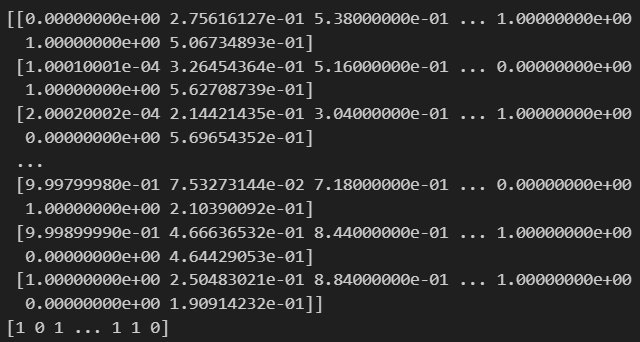 [[0.00000000e+00 2.75616127e-01 5.38000000e-01 ... 1.00000000e+00
1.00000000e+00 5.06734893e-01]
[1.00010001e-04 3.26454364e-01 5.16000000e-01 ... 0.00000000e+00
1.00000000e+00 5.62708739e-01]
[2.00020002e-04 2.14421435e-01 3.04000000e-01 ... 1.00000000e+00
0.00000000e+00 5.69654352e-01]
...
[9.99799980e-01 7.53273144e-02 7.18000000e-01 ... 0.00000000e+00
1.00000000e+00 2.10390092e-01]
[9.99899990e-01 4.66636532e-01 8.44000000e-01 ... 1.00000000e+00
0.00000000e+00 4.64429053e-01]
[1.00000000e+00 2.50483021e-01 8.84000000e-01 ... 1.00000000e+00
0.00000000e+00 1.90914232e-01]]
[1 0 1 ... 1 1 0]